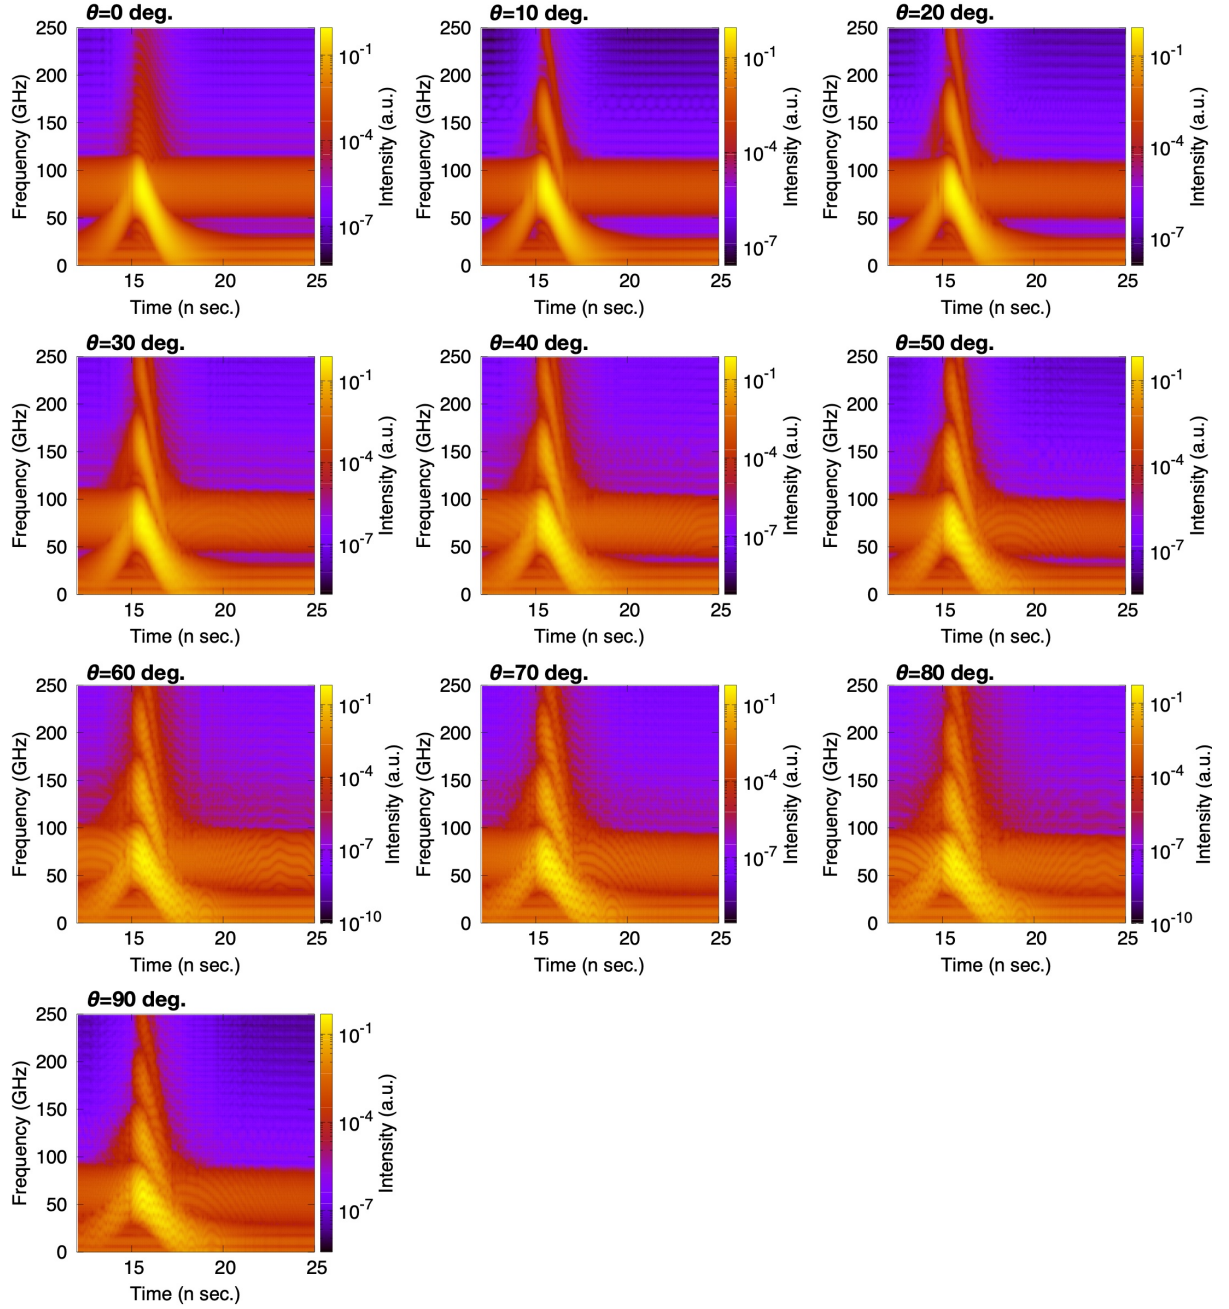 θ=0 deg.
250
200
150
100
50
0
Frequency (GHz)
15 20 25
Time (n sec.)
10-1
10-4
10-7
Intensity (a.u.)
θ=10 deg.
250
200
150
100
50
0
Frequency (GHz)
15 20 25
Time (n sec.)
10-1
10-4
10-7
Intensity (a.u.)
θ=20 deg.
250
200
150
100
50
0
Frequency (GHz)
15 20 25
Time (n sec.)
10-1
10-4
10-7
Intensity (a.u.)
θ=30 deg.
250
200
150
100
50
0
Frequency (GHz)
15 20 25
Time (n sec.)
10-1
10-4
10-7
Intensity (a.u.)
θ=40 deg.
250
200
150
100
50
0
Frequency (GHz)
15 20 25
Time (n sec.)
10-1
10-4
10-7
Intensity (a.u.)
θ=50 deg.
250
200
150
100
50
0
Frequency (GHz)
15 20 25
Time (n sec.)
10-1
10-4
10-7
Intensity (a.u.)
θ=60 deg.
250
200
150
100
50
0
Frequency (GHz)
15 20 25
Time (n sec.)
10-1
10-4
10-7
10-10
Intensity (a.u.)
θ=70 deg.
250
200
150
100
50
0
Frequency (GHz)
15 20 25
Time (n sec.)
10-1
10-4
10-7
Intensity (a.u.)
θ=80 deg.
250
200
150
100
50
0
Frequency (GHz)
15 20 25
Time (n sec.)
10-1
10-4
10-7
10-10
Intensity (a.u.)
θ=90 deg.
250
200
150
100
50
0
Frequency (GHz)
15 20 25
Time (n sec.)
10-1
10-4
10-7
Intensity (a.u.)